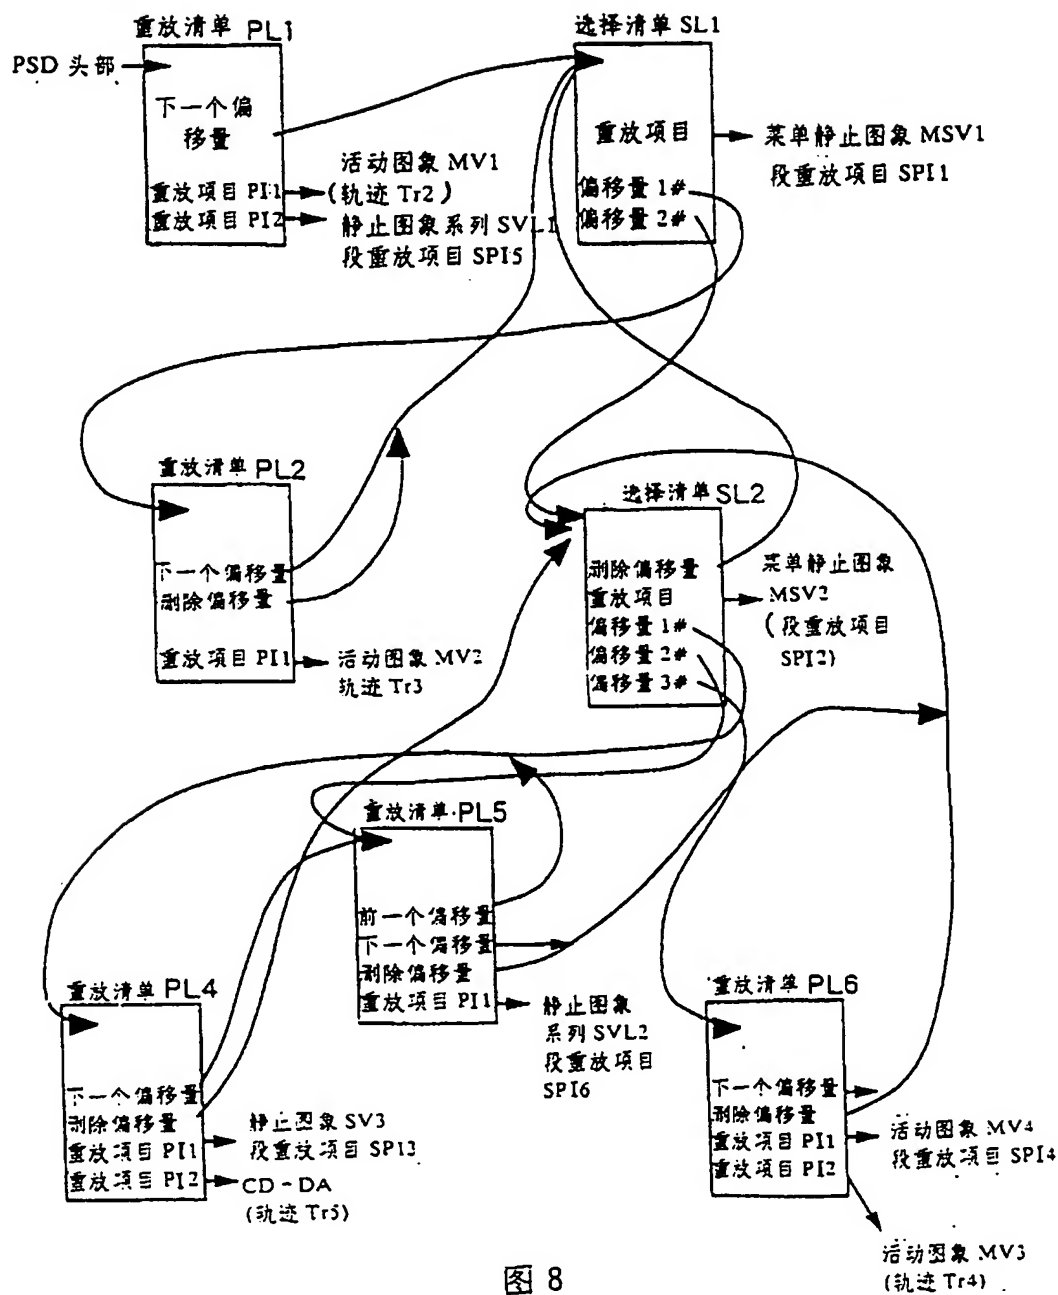 重放清单 PL1
PSD 头部
下一个偏
移量
重放项目 PI1
重放项目 PI2
活动图象 MV1
(轨迹 Tr2)
静止图象系列 SVL1
段重放项目 SPI5
选择清单 SL1
重放项目
偏移量 1#
偏移量 2#
菜单静止图象 MSV1
段重放项目 SPI1
重放清单 PL2
下一个偏移量
删除偏移量
重放项目 PI1
活动图象 MV2
轨迹 Tr3
选择清单 SL2
删除偏移量
重放项目
偏移量 1#
偏移量 2#
偏移量 3#
菜单静止图象
MSV2
(段重放项目
SPI2)
重放清单 PL5
前一个偏移量
下一个偏移量
删除偏移量
重放项目 PI1
静止图象
系列 SVL2
段重放项目
SPI6
重放清单 PL4
下一个偏移量
删除偏移量
重放项目 PI1
重放项目 PI2
静止图象 SV3
段重放项目 SPI3
CD-DA
(轨迹 Tr5)
重放清单 PL6
下一个偏移量
删除偏移量
重放项目 PI1
重放项目 PI2
活动图象 MV4
段重放项目 SPI4
活动图象 MV3
(轨迹 Tr4)
图 8